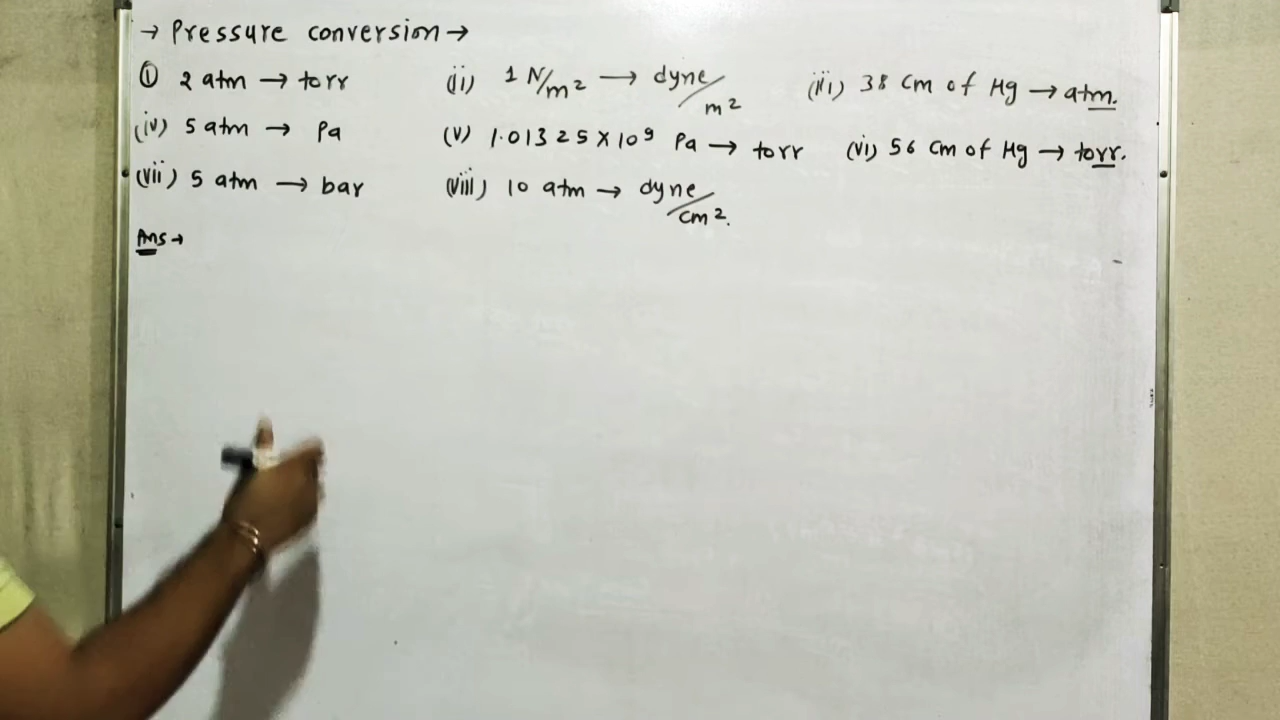 → Pressure conversion →
① 2 atm → torr (ii) 1 N/m² → dyne/m² (iii) 38 cm of Hg → atm.
(iv) 5 atm → Pa (v) 1.01325 × 10⁹ Pa → torr (vi) 56 cm of Hg → torr.
(vii) 5 atm → bar (viii) 10 atm → dyne/cm².
Ans →